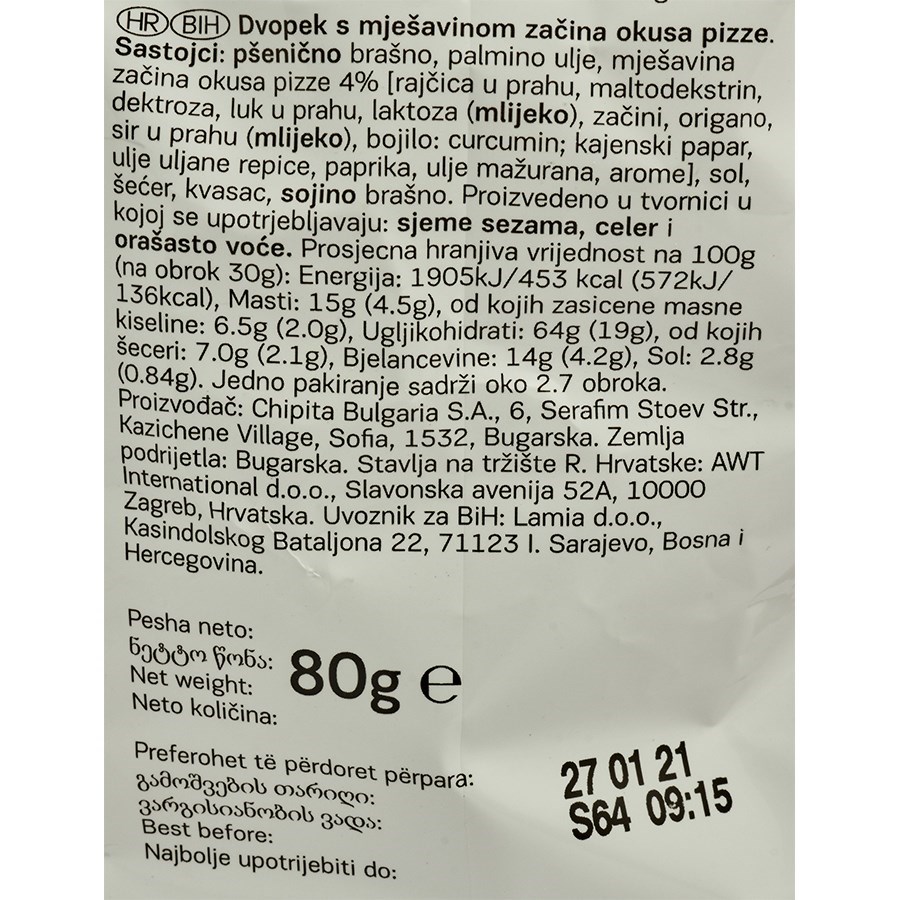 HR BIH Dvopek s mješavinom začina okusa pizze.
Sastojci: pšenično brašno, palmino ulje, mješavina
začina okusa pizze 4% [rajčica u prahu, maltodekstrin,
dektroza, luk u prahu, laktoza (mlijeko), začini, origano,
sir u prahu (mlijeko), bojilo: curcumin; kajenski papar,
ulje uljane repice, paprika, ulje mažurana, arome], sol,
šećer, kvasac, sojino brašno. Proizvedeno u tvornici u
kojoj se upotrjebljavaju: sjeme sezama, celer i
orašasto voće. Prosjecna hranjiva vrijednost na 100g
(na obrok 30g): Energija: 1905kJ/453 kcal (572kJ/
136kcal), Masti: 15g (4.5g), od kojih zasicene masne
kiseline: 6.5g (2.0g), Ugljikohidrati: 64g (19g), od kojih
šeceri: 7.0g (2.1g), Bjelancevine: 14g (4.2g), Sol: 2.8g
(0.84g). Jedno pakiranje sadrži oko 2.7 obroka.
Proizvođač: Chipita Bulgaria S.A., 6, Serafim Stoev Str.,
Kazichene Village, Sofia, 1532, Bugarska. Zemlja
podrijetla: Bugarska. Stavlja na tržište R. Hrvatske: AWT
International d.o.o., Slavonska avenija 52A, 10000
Zagreb, Hrvatska. Uvoznik za BiH: Lamia d.o.o.,
Kasindolskog Bataljona 22, 71123 I. Sarajevo, Bosna i
Hercegovina.
Pesha neto:
ნეტტო წონა:
Net weight:
Neto količina:
80g e
Preferohet të përdoret përpara:
გამოშვების თარიღი:
ვარგისიანობის ვადა:
Best before:
Najbolje upotrijebiti do:
27 01 21
S64 09:15